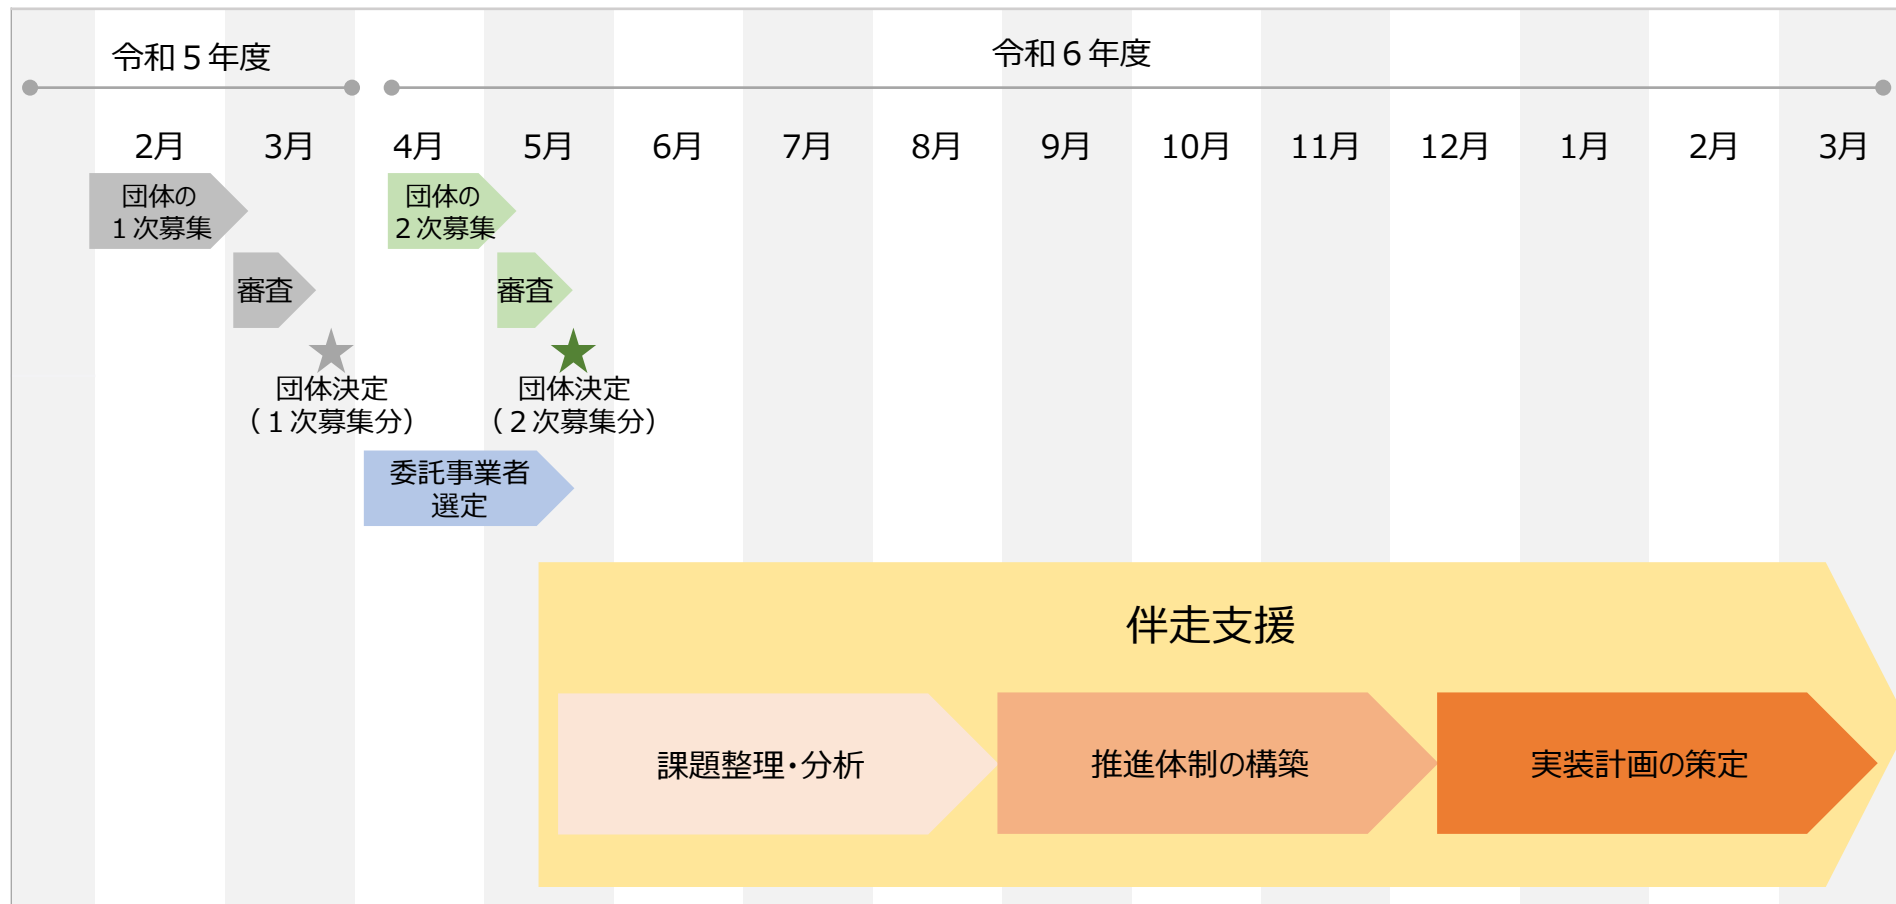 令和５年度
令和６年度
2月
3月
4月
5月
6月
7月
8月
9月
10月
11月
12月
1月
2月
3月
団体の
１次募集
団体の
２次募集
審査
審査
団体決定
（１次募集分）
団体決定
（２次募集分）
委託事業者
選定
伴走支援
課題整理・分析
推進体制の構築
実装計画の策定